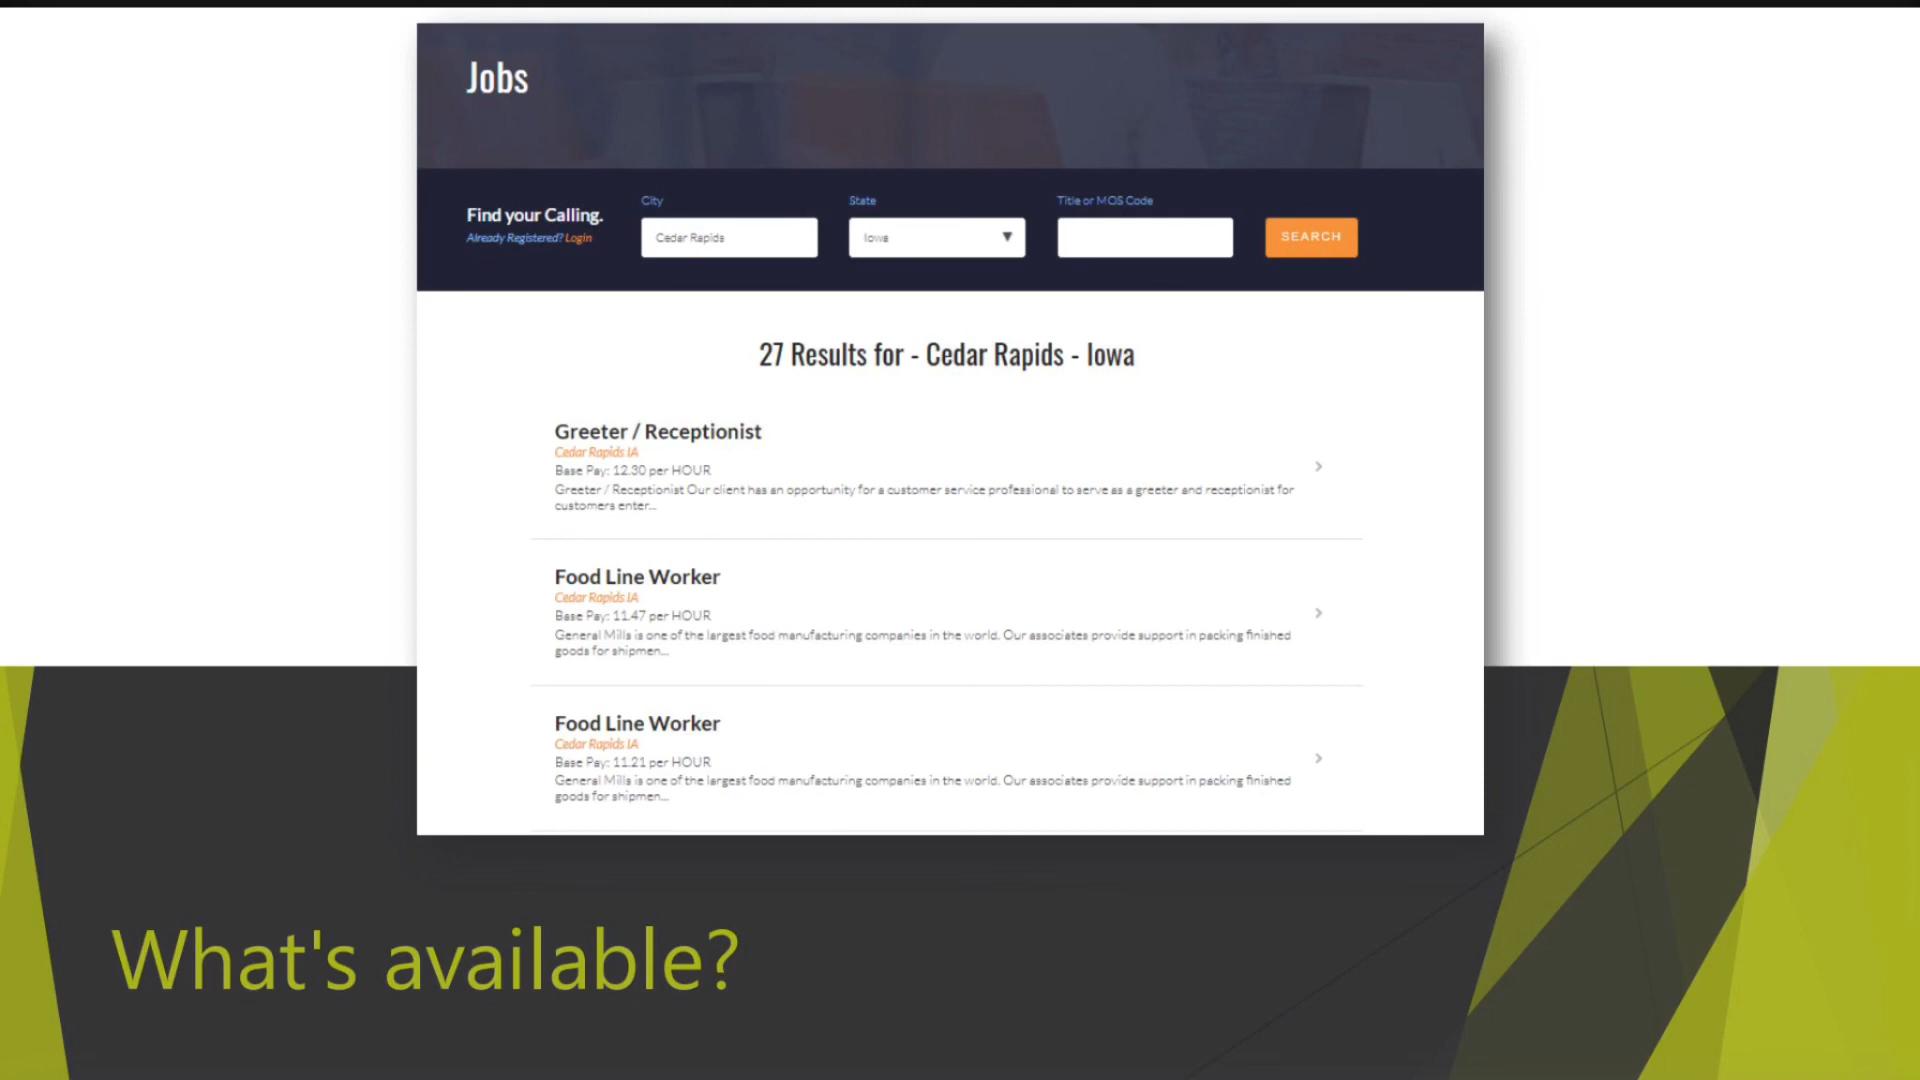 Jobs
Find your Calling.
Already Registered? Login
City
Cedar Rapids
State
Iowa
Title or MOS Code
SEARCH
27 Results for - Cedar Rapids - Iowa
Greeter / Receptionist
Cedar Rapids IA
Base Pay: 12.30 per HOUR
Greeter / Receptionist Our client has an opportunity for a customer service professional to serve as a greeter and receptionist for
customers enter...
Food Line Worker
Cedar Rapids IA
Base Pay: 11.47 per HOUR
General Mills is one of the largest food manufacturing companies in the world. Our associates provide support in packing finished
goods for shipmen...
Food Line Worker
Cedar Rapids IA
Base Pay: 11.21 per HOUR
General Mills is one of the largest food manufacturing companies in the world. Our associates provide support in packing finished
goods for shipmen...
What's available?